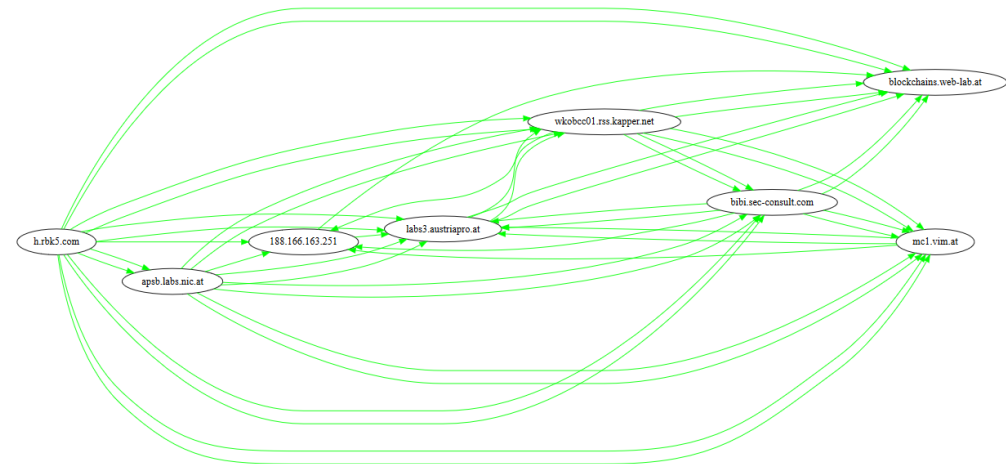 blockchains.web-lab.at
wkobcc01.rss.kapper.net
bibi.sec-consult.com
labs3.austriapro.at
h.rbk5.com
188.166.163.251
mc1.vim.at
apsb.labs.nic.at